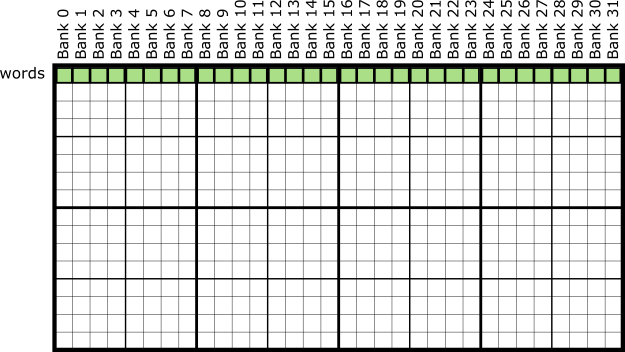 Bank 0
Bank 1
Bank 2
Bank 3
Bank 4
Bank 5
Bank 6
Bank 7
Bank 8
Bank 9
Bank 10
Bank 11
Bank 12
Bank 13
Bank 14
Bank 15
Bank 16
Bank 17
Bank 18
Bank 19
Bank 20
Bank 21
Bank 22
Bank 23
Bank 24
Bank 25
Bank 26
Bank 27
Bank 28
Bank 29
Bank 30
Bank 31
words